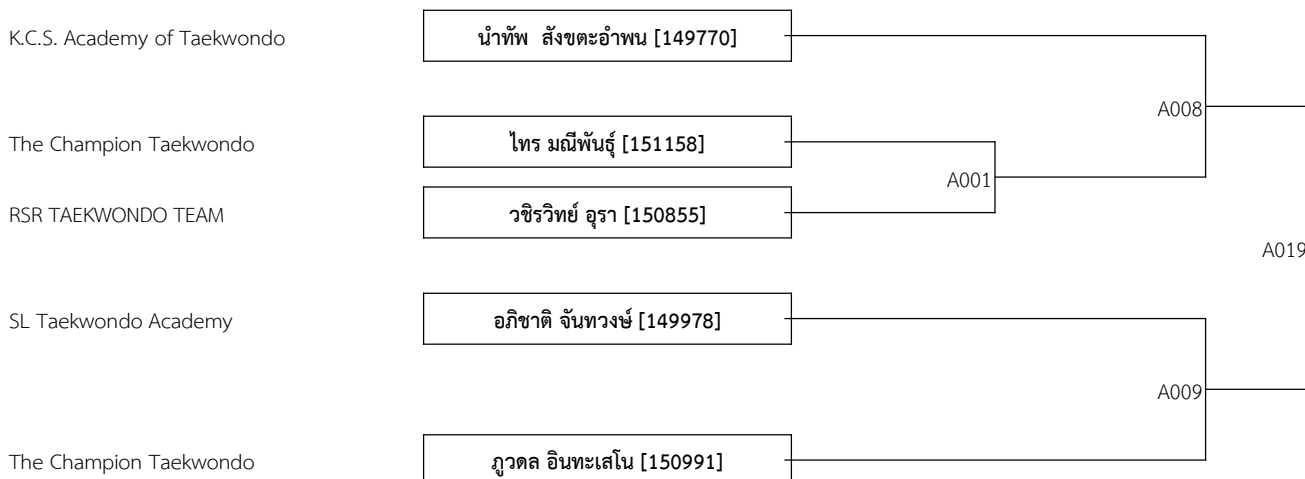 K.C.S. Academy of Taekwondo
นำทัพ  สังขตะอำพน [149770]
A008
The Champion Taekwondo
ไทร มณีพันธุ์ [151158]
A001
RSR TAEKWONDO TEAM
วชิรวิทย์ อุรา [150855]
A019
SL Taekwondo Academy
อภิชาติ จันทวงษ์ [149978]
A009
The Champion Taekwondo
ภูวดล อินทะเสโน [150991]